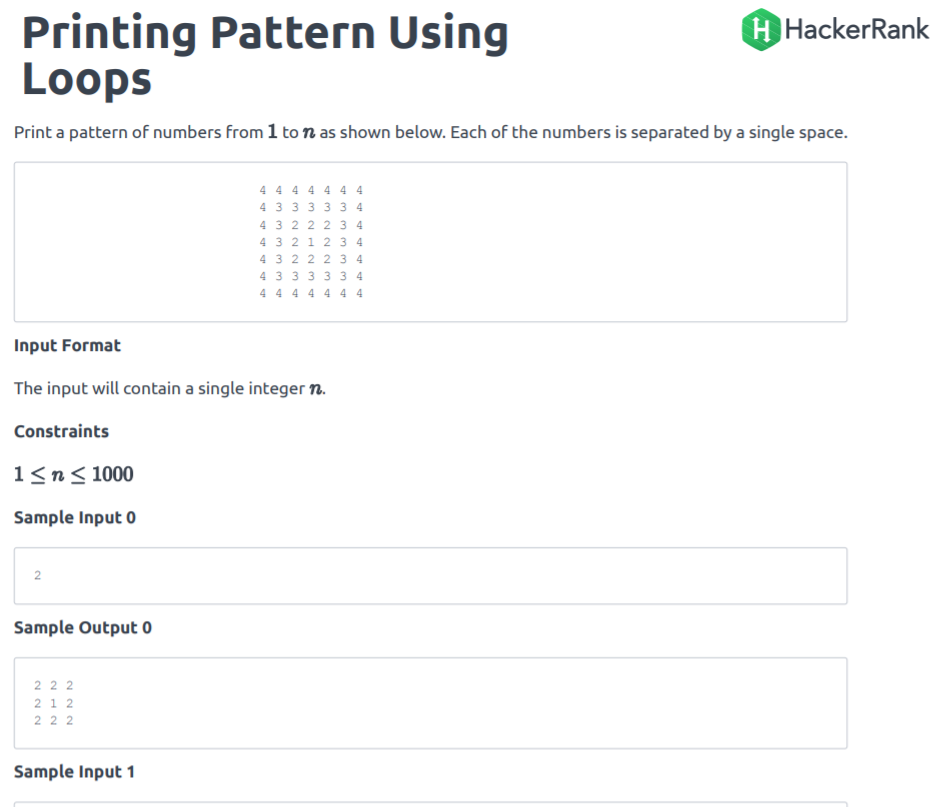 Printing Pattern Using
Loops
HackerRank
Print a pattern of numbers from 1 to n as shown below. Each of the numbers is separated by a single space.
4 4 4 4 4 4 4
4 3 3 3 3 3 4
4 3 2 2 2 3 4
4 3 2 1 2 3 4
4 3 2 2 2 3 4
4 3 3 3 3 3 4
4 4 4 4 4 4 4
Input Format
The input will contain a single integer n.
Constraints
1 ≤ n ≤ 1000
Sample Input 0
2
Sample Output 0
2 2 2
2 1 2
2 2 2
Sample Input 1